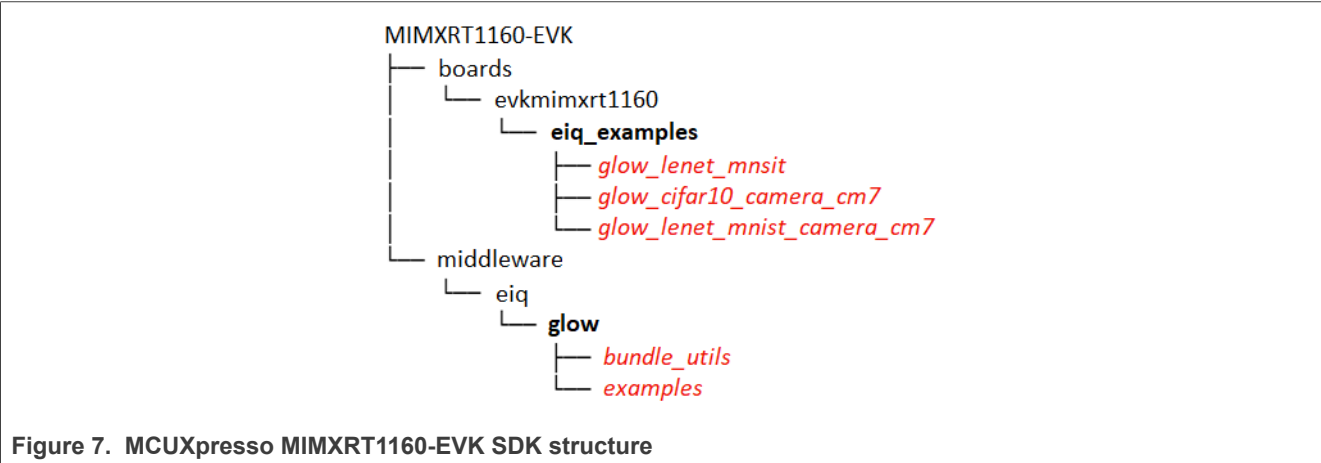 MIMXRT1160-EVK
├── boards
│   └── evkmimxrt1160
│       └── eiq_examples
│           ├── glow_lenet_mnsit
│           ├── glow_cifar10_camera_cm7
│           └── glow_lenet_mnist_camera_cm7
└── middleware
    └── eiq
        └── glow
            ├── bundle_utils
            └── examples
Figure 7. MCUXpresso MIMXRT1160-EVK SDK structure